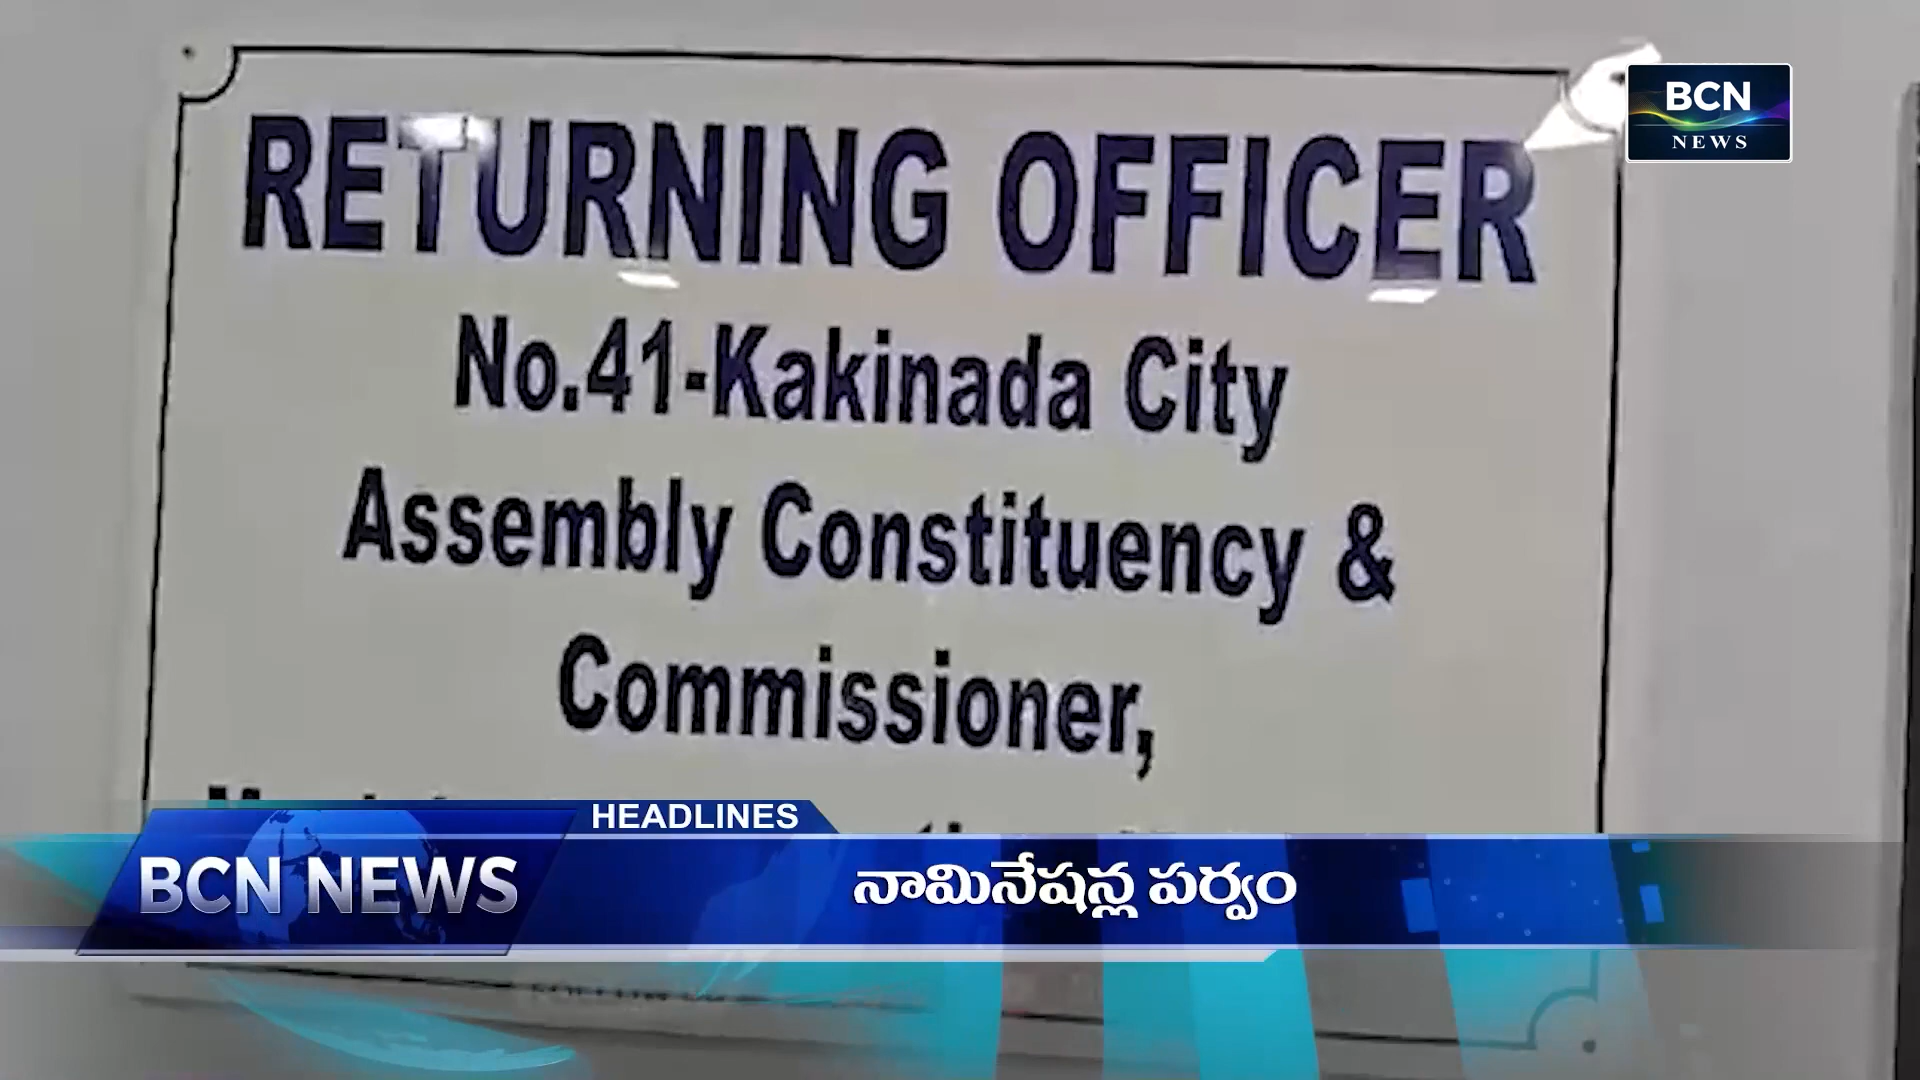 RETURNING OFFICER
BCN
NEWS
No.41-Kakinada City
Assembly Constituency &
Commissioner,
HEADLINES
BCN NEWS
నామినేషన్ల పర్వం